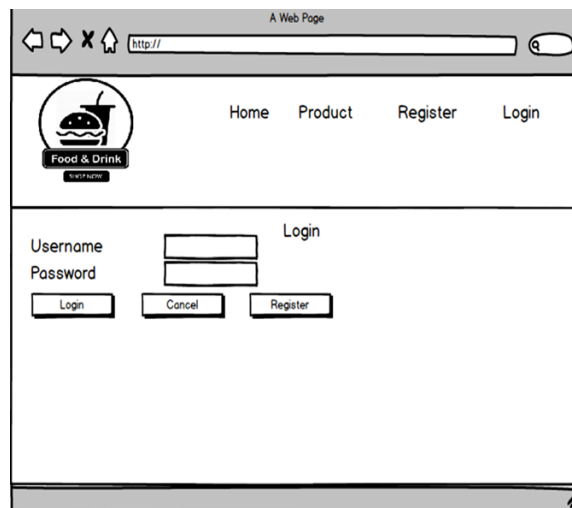 A Web Page
http://
Home Product Register Login
Food & Drink
SHOP NOW
Login
Username
Password
Login Cancel Register